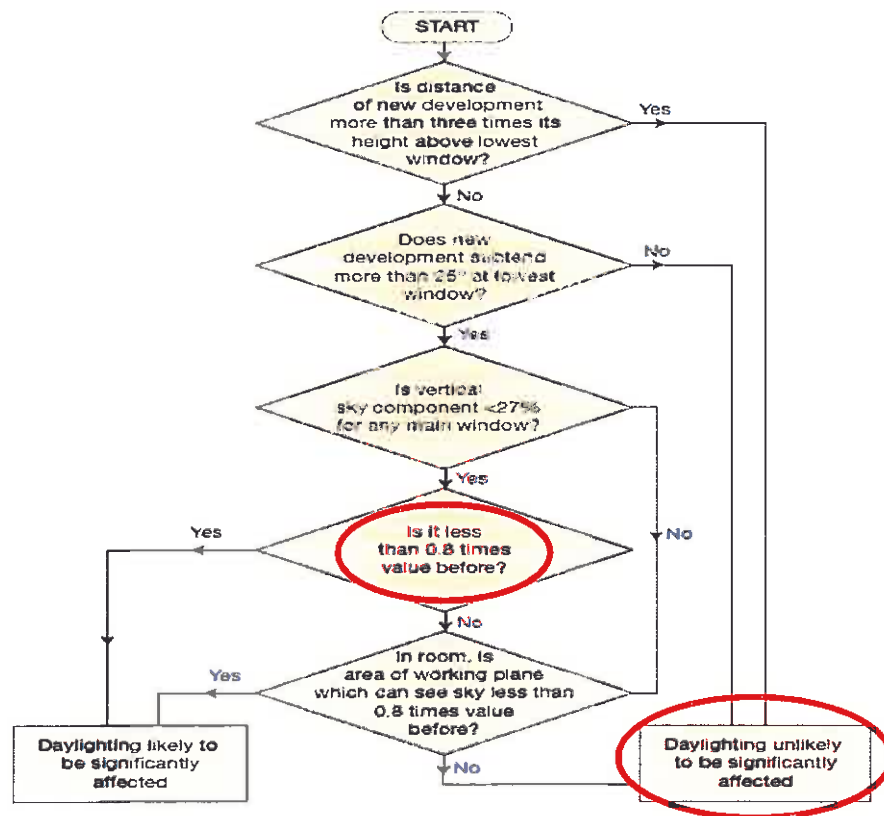 START
Is distance
of new development
more than three times its
height above lowest
window?
Yes
No
Does new
development subtend
more than 25° at lowest
window?
No
Yes
Is vertical
sky component <27%
for any main window?
Yes
No
Is it less
than 0.8 times
value before?
Yes
No
In room, is
area of working plane
which can see sky less than
0.8 times value
before?
Yes
No
Daylighting likely to
be significantly
affected
Daylighting unlikely
to be significantly
affected